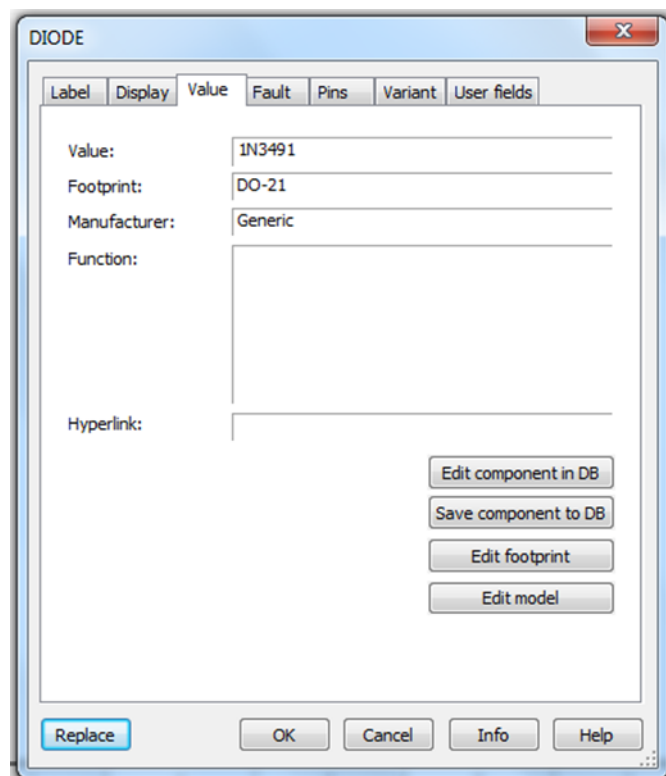 DIODE
Label Display Value Fault Pins Variant User fields
Value: 1N3491
Footprint: DO-21
Manufacturer: Generic
Function:
Hyperlink:
Edit component in DB
Save component to DB
Edit footprint
Edit model
Replace OK Cancel Info Help